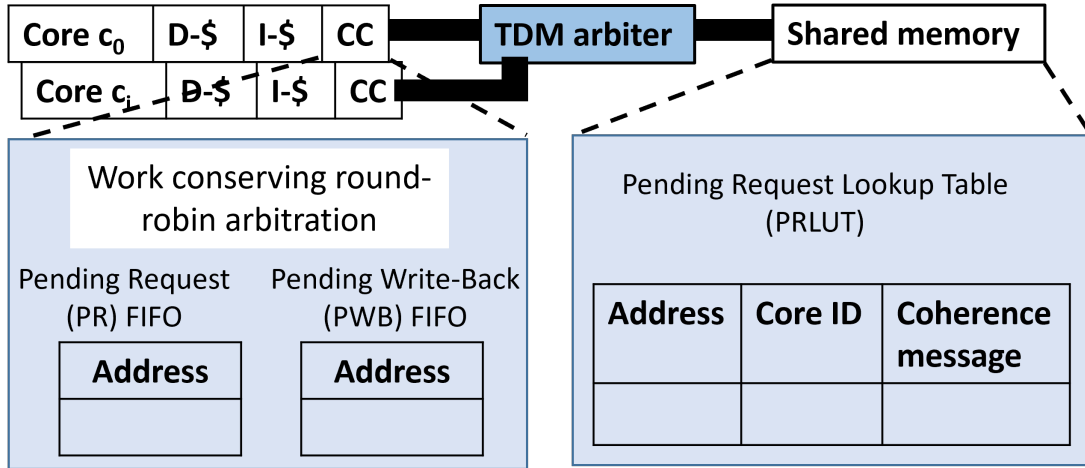 Core c₀ D-$ I-$ CC TDM arbiter Shared memory
Core cᵢ D-$ I-$ CC
Work conserving round-
robin arbitration
Pending Request
(PR) FIFO
Address
Pending Write-Back
(PWB) FIFO
Address
Pending Request Lookup Table
(PRLUT)
Address Core ID Coherence
message